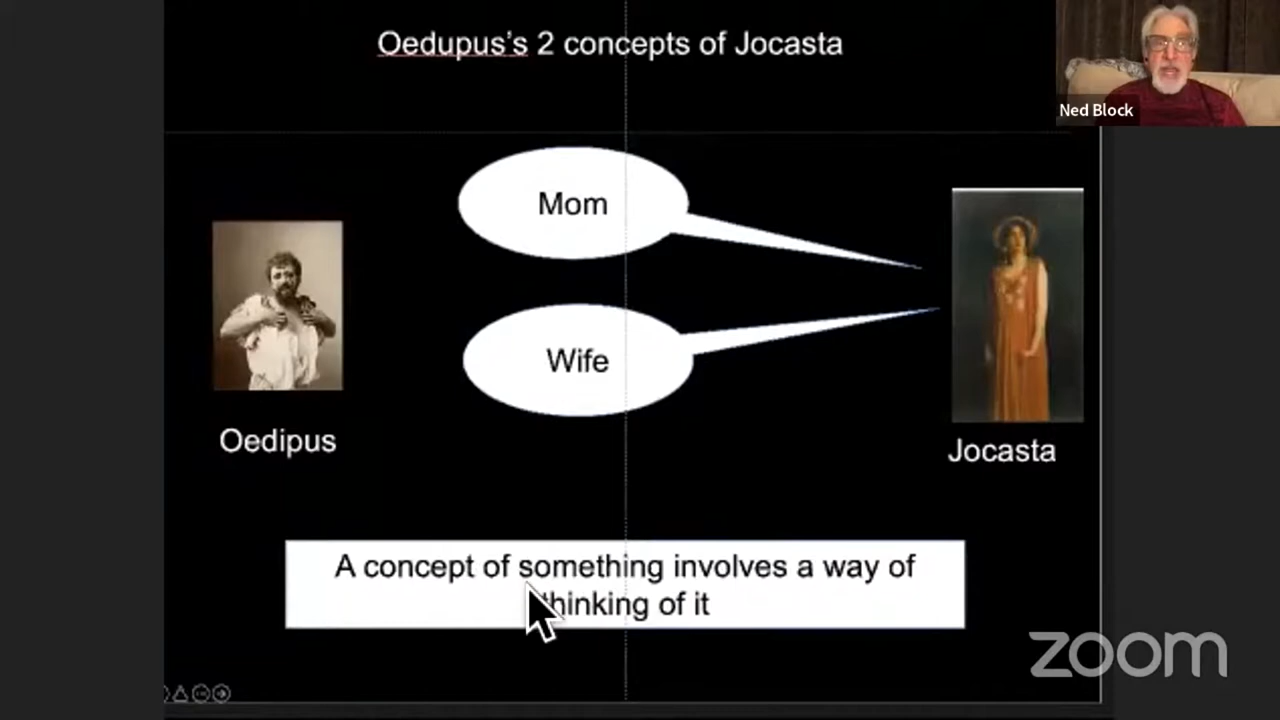 Oedupus's 2 concepts of Jocasta
Ned Block
Mom
Wife
Oedipus
Jocasta
A concept of something involves a way of
thinking of it
zoom